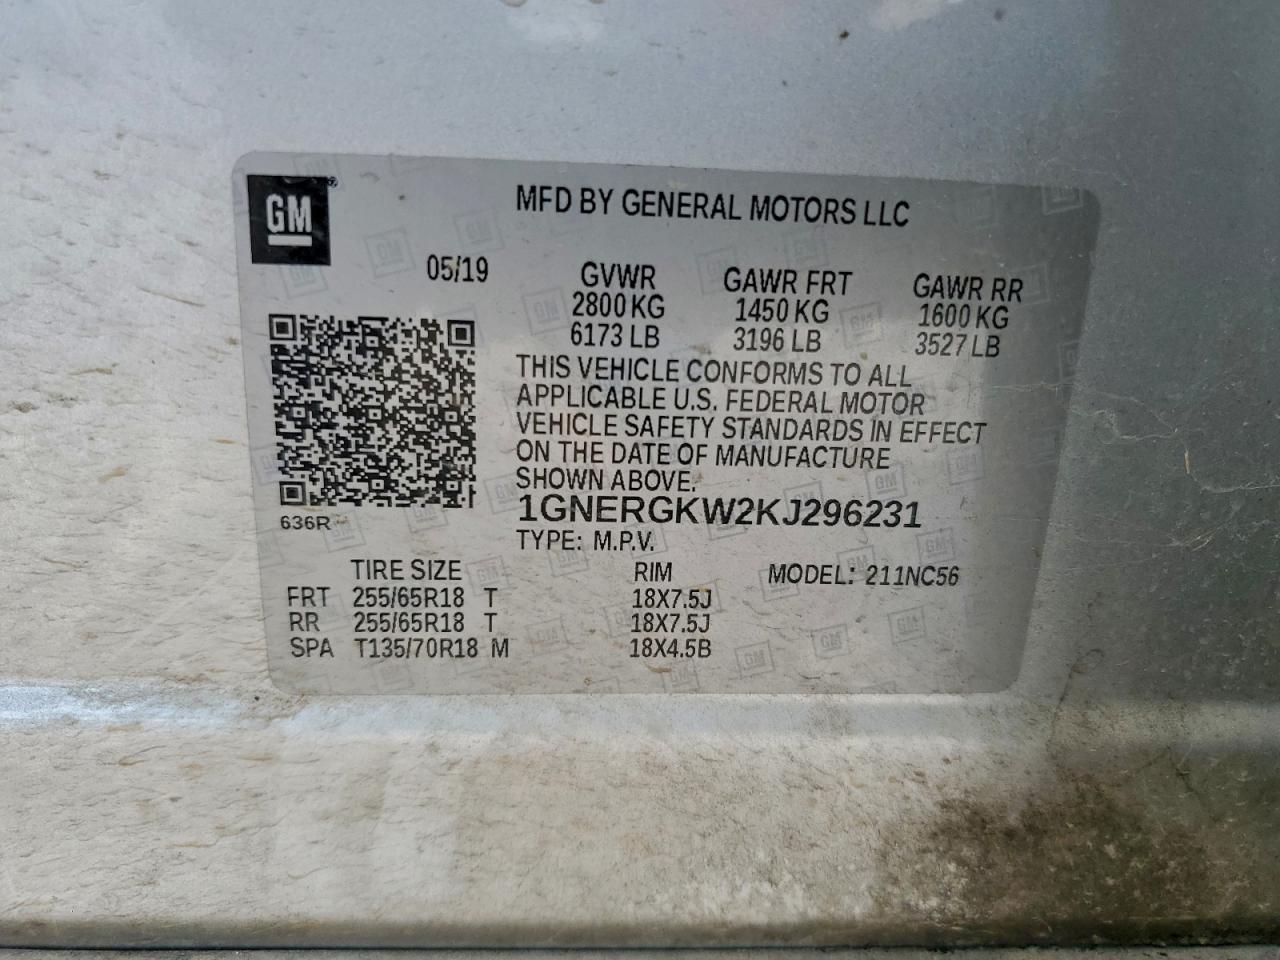 GM
MFD BY GENERAL MOTORS LLC
05/19 GVWR GAWR FRT GAWR RR
2800 KG 1450 KG 1600 KG
6173 LB 3196 LB 3527 LB
THIS VEHICLE CONFORMS TO ALL
APPLICABLE U.S. FEDERAL MOTOR
VEHICLE SAFETY STANDARDS IN EFFECT
ON THE DATE OF MANUFACTURE
SHOWN ABOVE.
1GNERGKW2KJ296231
636R
TYPE: M.P.V.
TIRE SIZE RIM MODEL: 211NC56
FRT 255/65R18 T 18X7.5J
RR 255/65R18 T 18X7.5J
SPA T135/70R18 M 18X4.5B